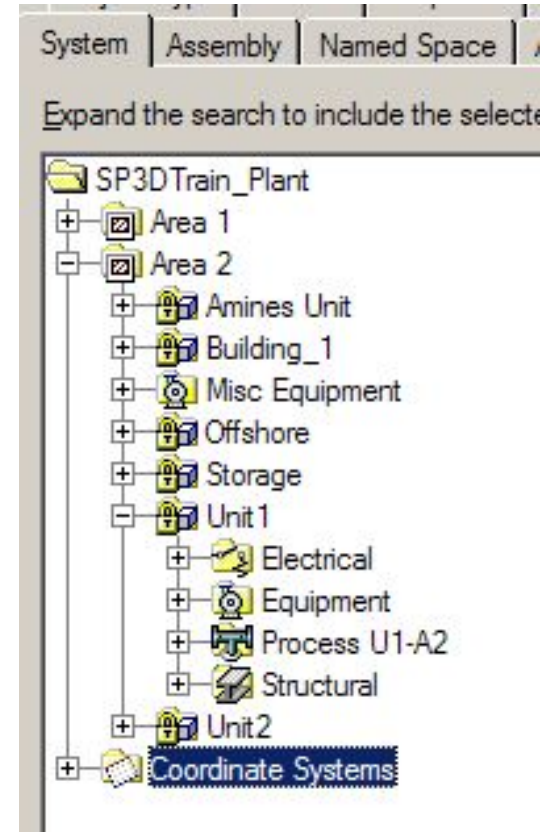 System Assembly Named Space
Expand the search to include the selecte
SP3DTrain_Plant
Area 1
Area 2
Amines Unit
Building_1
Misc Equipment
Offshore
Storage
Unit1
Electrical
Equipment
Process U1-A2
Structural
Unit2
Coordinate Systems